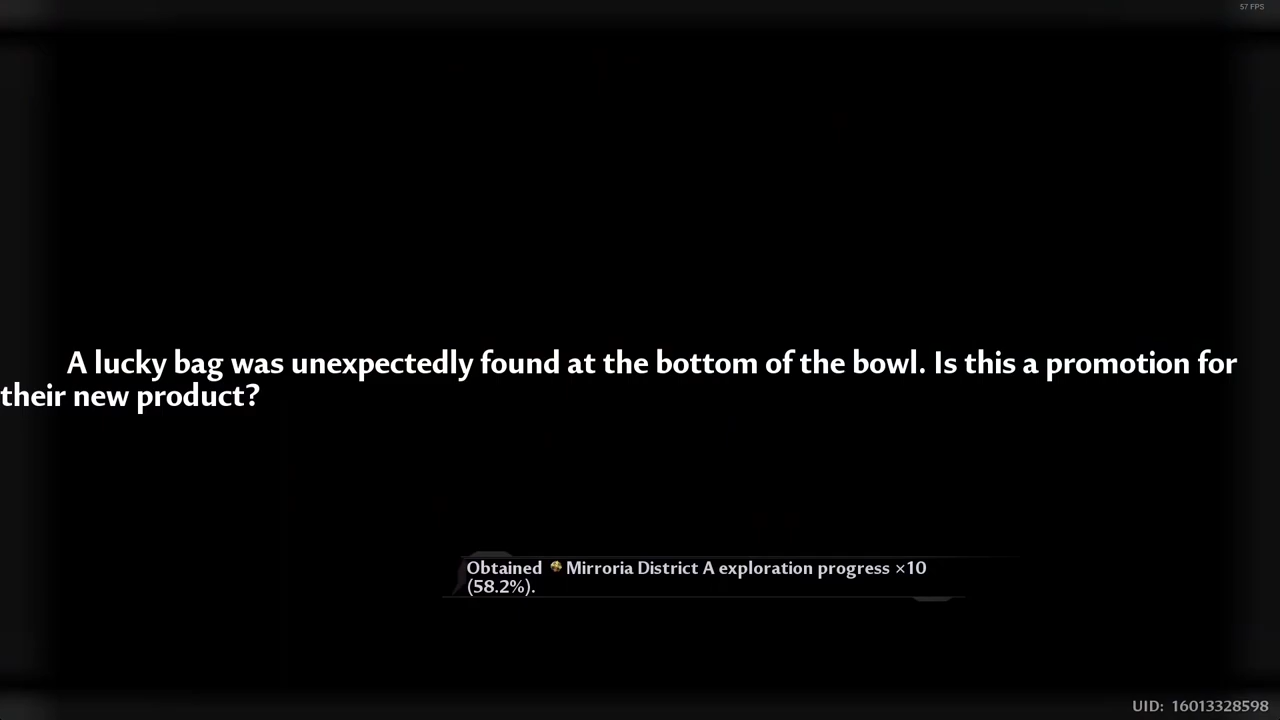 57 FPS
A lucky bag was unexpectedly found at the bottom of the bowl. Is this a promotion for
their new product?
Obtained Mirroria District A exploration progress ×10
(58.2%).
UID: 16013328598